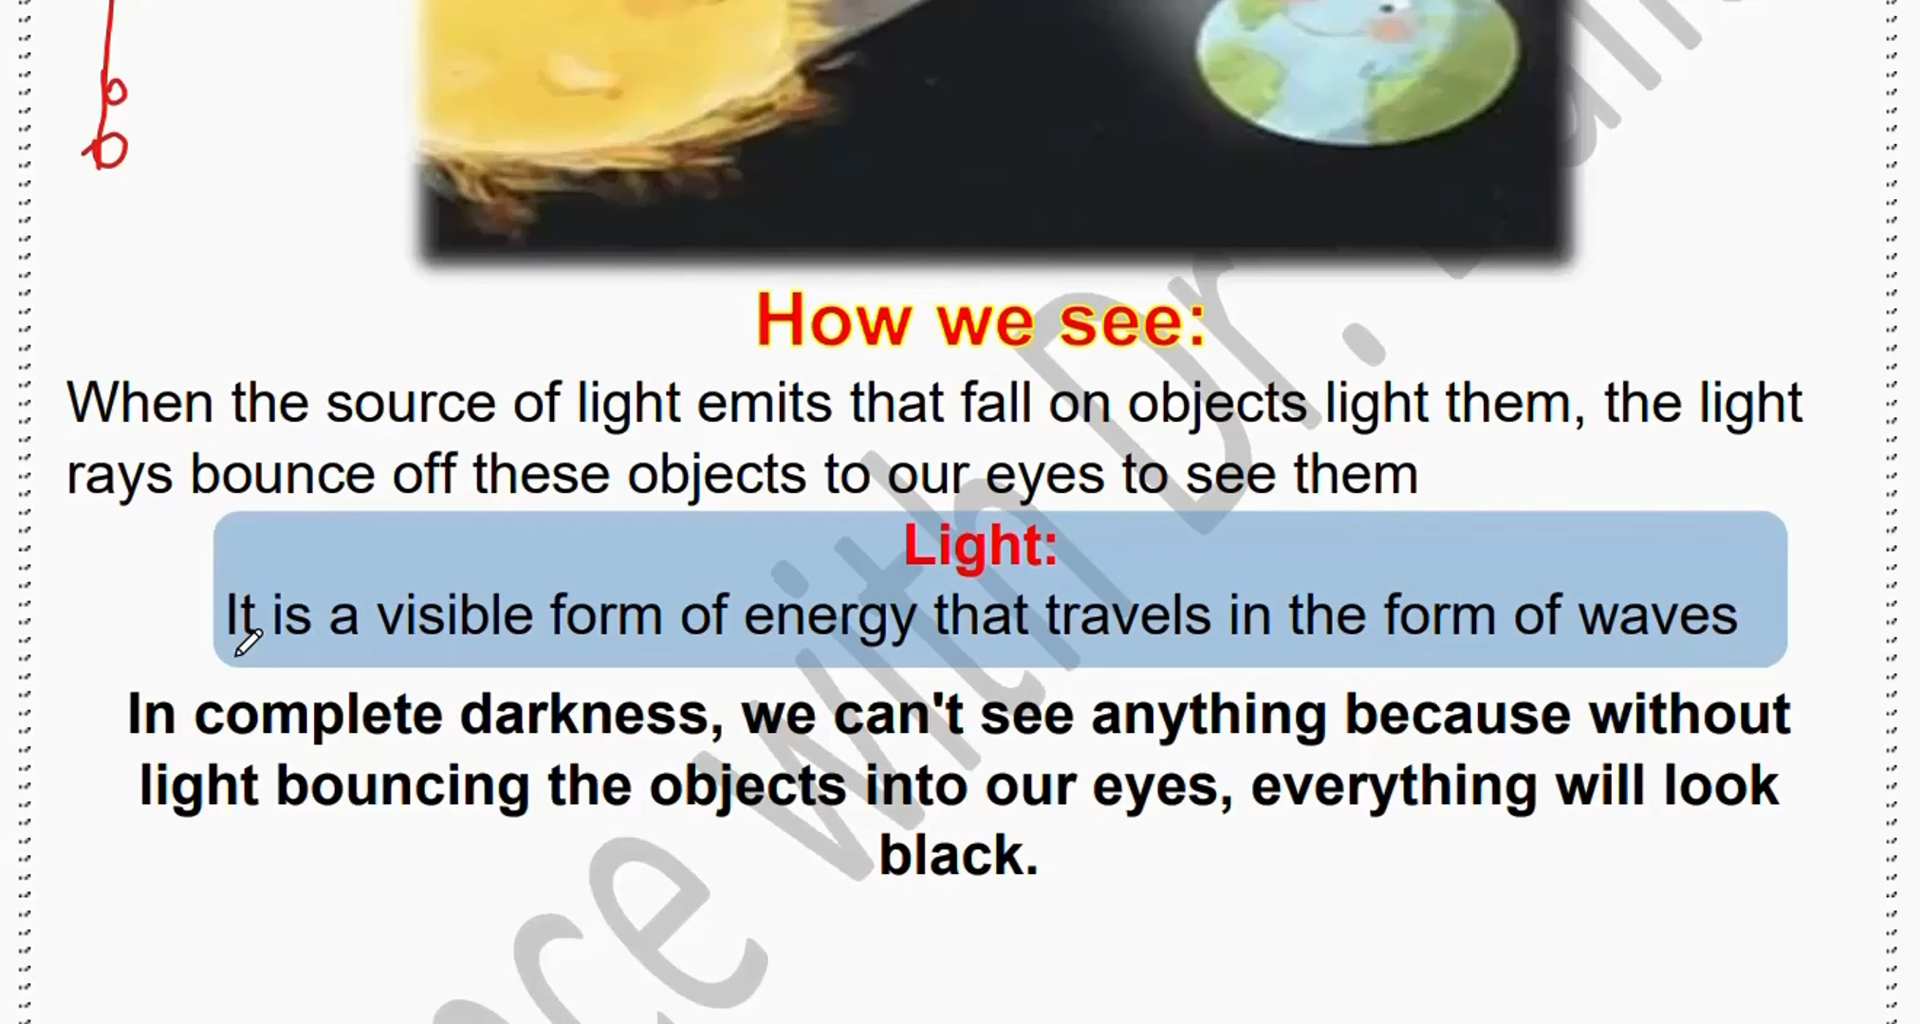 How we see:
When the source of light emits that fall on objects light them, the light
rays bounce off these objects to our eyes to see them
Light:
It is a visible form of energy that travels in the form of waves
In complete darkness, we can't see anything because without
light bouncing the objects into our eyes, everything will look
black.